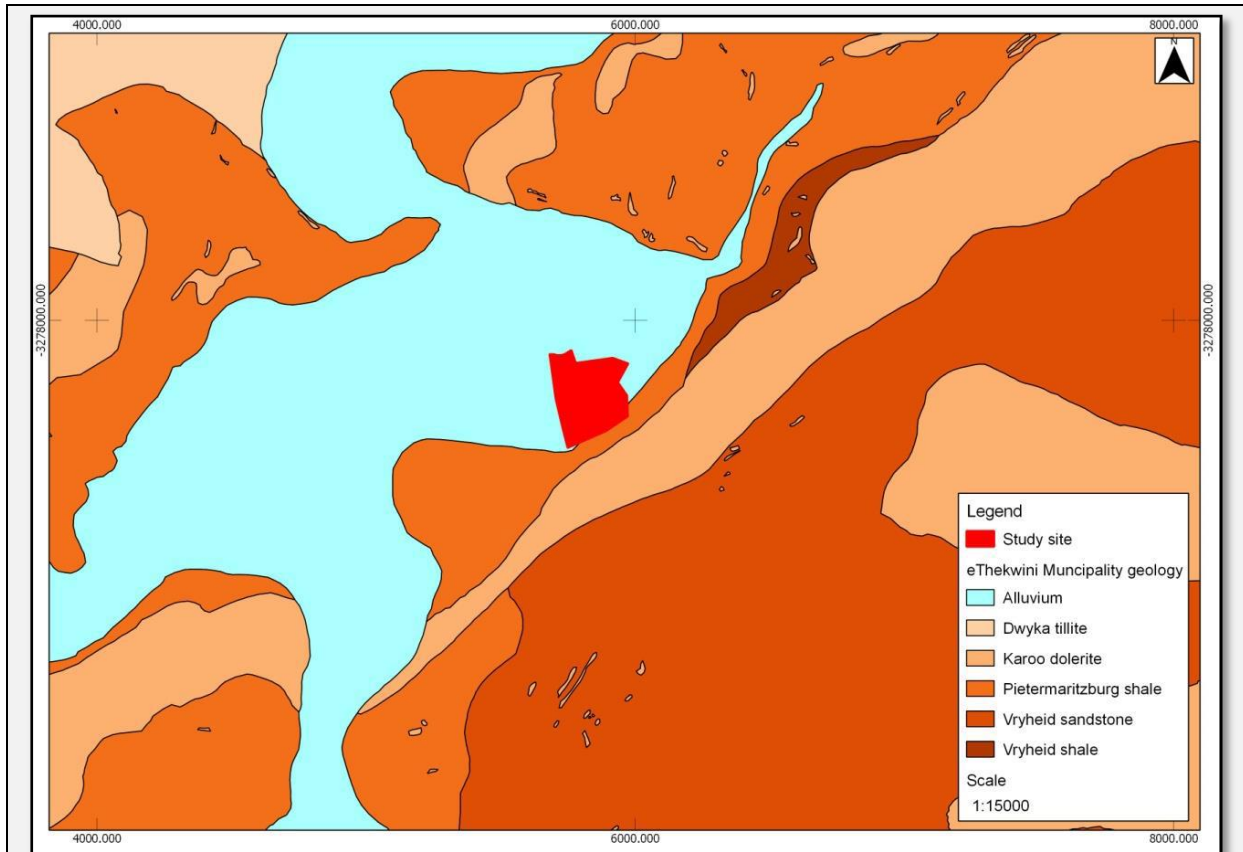 4000.000 6000.000 8000.000
N
-3278000.000 -3278000.000
Legend
Study site
eThekwini Muncipality geology
Alluvium
Dwyka tillite
Karoo dolerite
Pietermaritzburg shale
Vryheid sandstone
Vryheid shale
Scale
1:15000
4000.000 6000.000 8000.000